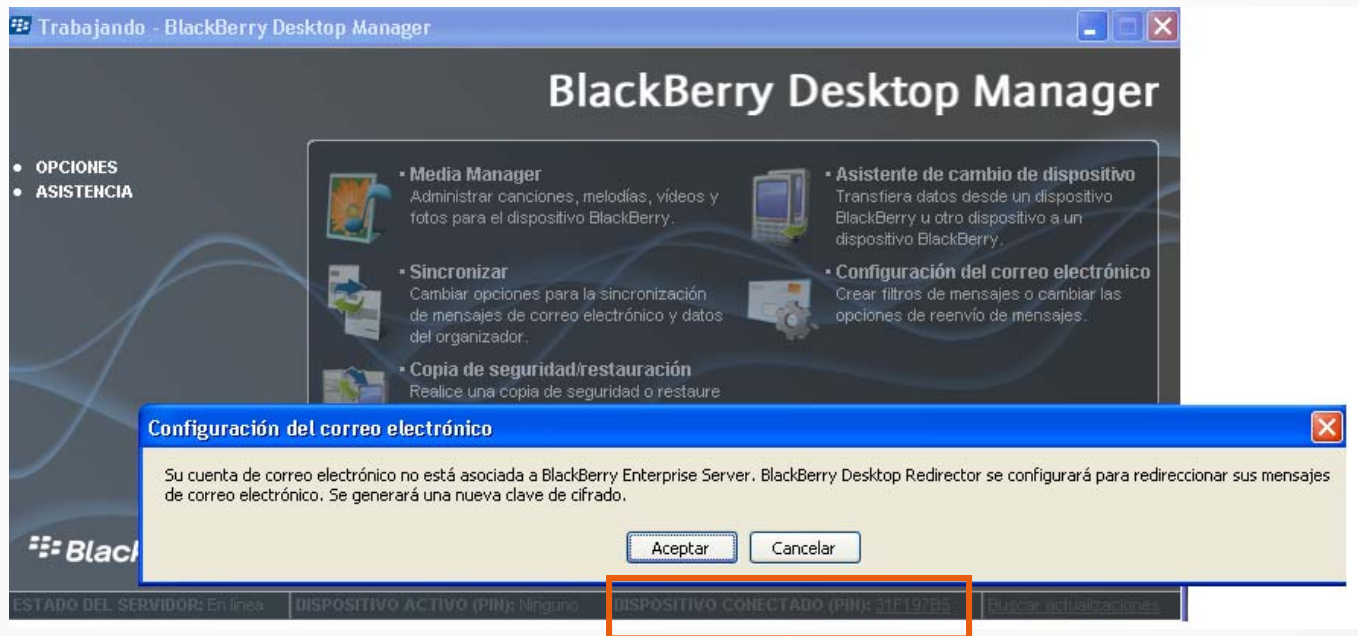 Trabajando - BlackBerry Desktop Manager
BlackBerry Desktop Manager
• OPCIONES
• ASISTENCIA
• Media Manager
Administrar canciones, melodías, vídeos y
fotos para el dispositivo BlackBerry.
• Asistente de cambio de dispositivo
Transfiera datos desde un dispositivo
BlackBerry u otro dispositivo a un
dispositivo BlackBerry.
• Sincronizar
Cambiar opciones para la sincronización
de mensajes de correo electrónico y datos
del organizador.
• Configuración del correo electrónico
Crear filtros de mensajes o cambiar las
opciones de reenvío de mensajes.
• Copia de seguridad/restauración
Realice una copia de seguridad o restaure
Configuración del correo electrónico
Su cuenta de correo electrónico no está asociada a BlackBerry Enterprise Server. BlackBerry Desktop Redirector se configurará para redireccionar sus mensajes
de correo electrónico. Se generará una nueva clave de cifrado.
Aceptar Cancelar
Black
ESTADO DEL SERVIDOR: En línea DISPOSITIVO ACTIVO (PIN): Ninguno DISPOSITIVO CONECTADO (PIN): 31F197B5 Buscar actualizaciones